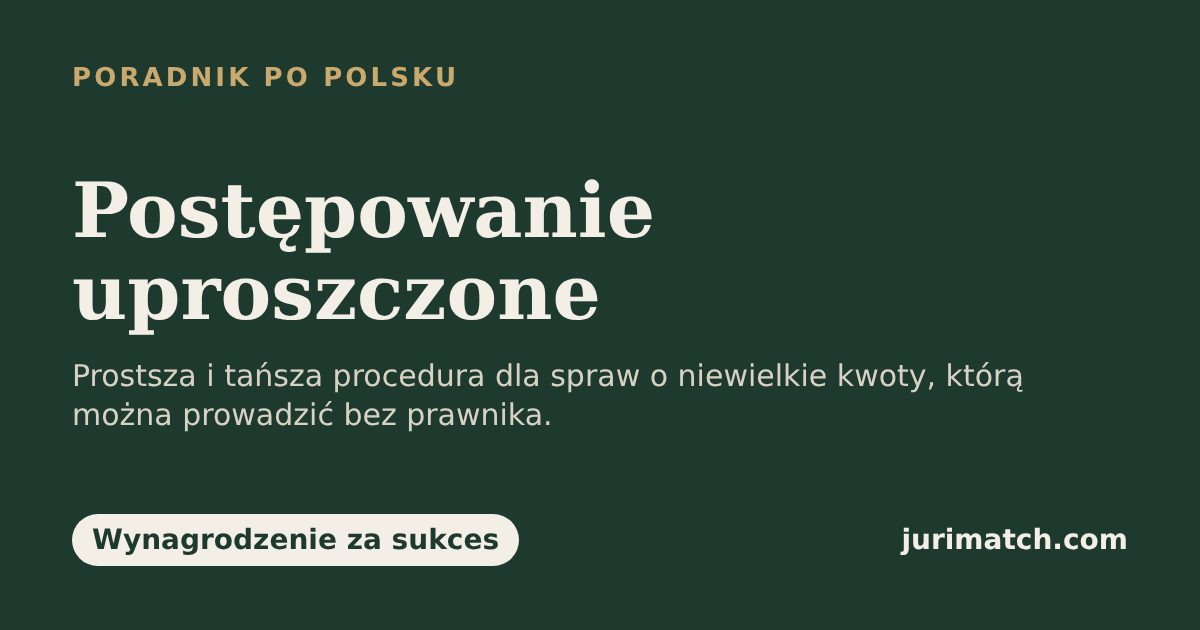 PORADNIK PO POLSKU
Postępowanie
uproszczone
Prostsza i tańsza procedura dla spraw o niewielkie kwoty, którą
można prowadzić bez prawnika.
Wynagrodzenie za sukces
jurimatch.com